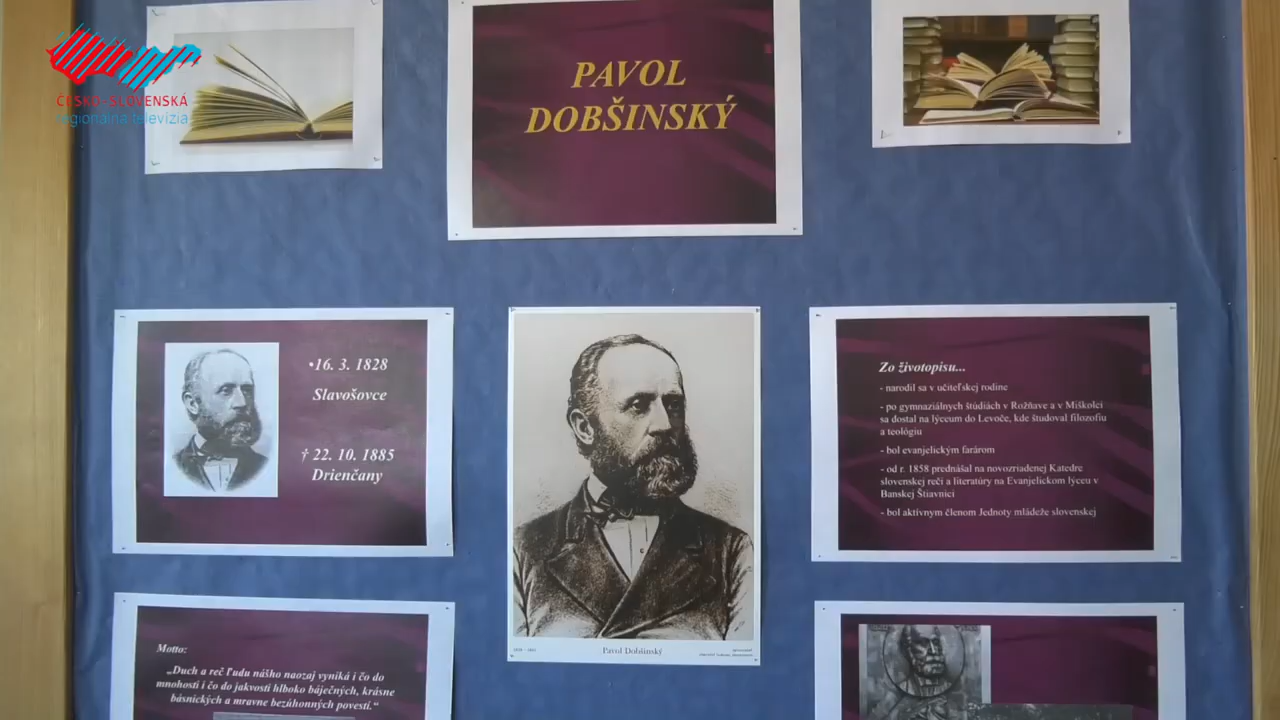 ČESKO-SLOVENSKÁ
regionálna televízia
PAVOL
DOBŠINSKÝ
•16. 3. 1828
Slavošovce
† 22. 10. 1885
Drienčany
Pavol Dobšinský
Zo životopisu...
- narodil sa v učiteľskej rodine
- po gymnaziálnych štúdiách v Rožňave a v Miškolci
sa dostal na lýceum do Levoče, kde študoval filozofiu
a teológiu
- bol evanjelickým farárom
- od r. 1858 prednášal na novozriadenej Katedre
slovenskej reči a literatúry na Evanjelickom lýceu v
Banskej Štiavnici
- bol aktívnym členom Jednoty mládeže slovenskej
Motto:
„Duch a reč ľudu nášho naozaj vyniká i čo do
mnohosti i čo do jakvosti hlboko báječných, krásne
básnických a mravne bezúhonných povestí.“